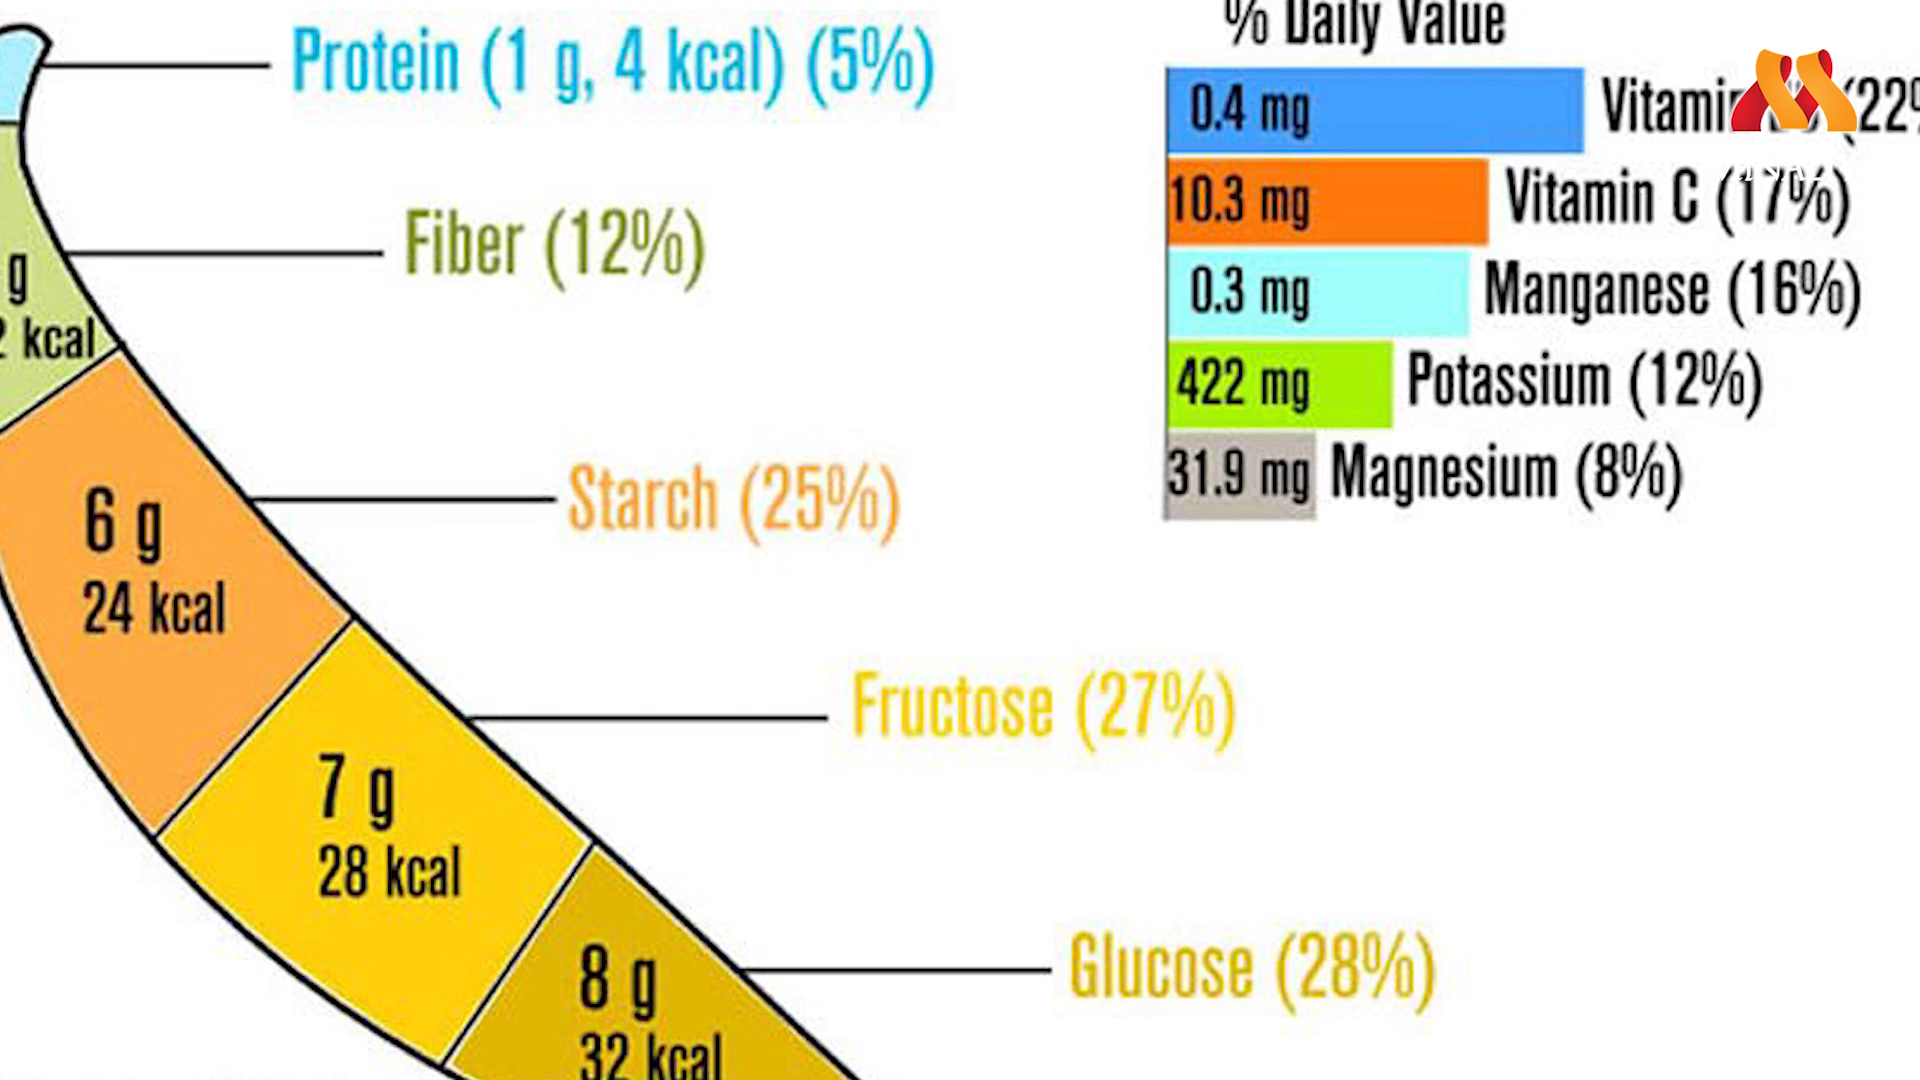 Protein (1 g, 4 kcal) (5%)
Fiber (12%)
g
kcal
Starch (25%)
6 g
24 kcal
Fructose (27%)
7 g
28 kcal
Glucose (28%)
8 g
32 kcal
% Daily Value
0.4 mg
10.3 mg Vitamin C (17%)
0.3 mg Manganese (16%)
422 mg Potassium (12%)
31.9 mg Magnesium (8%)